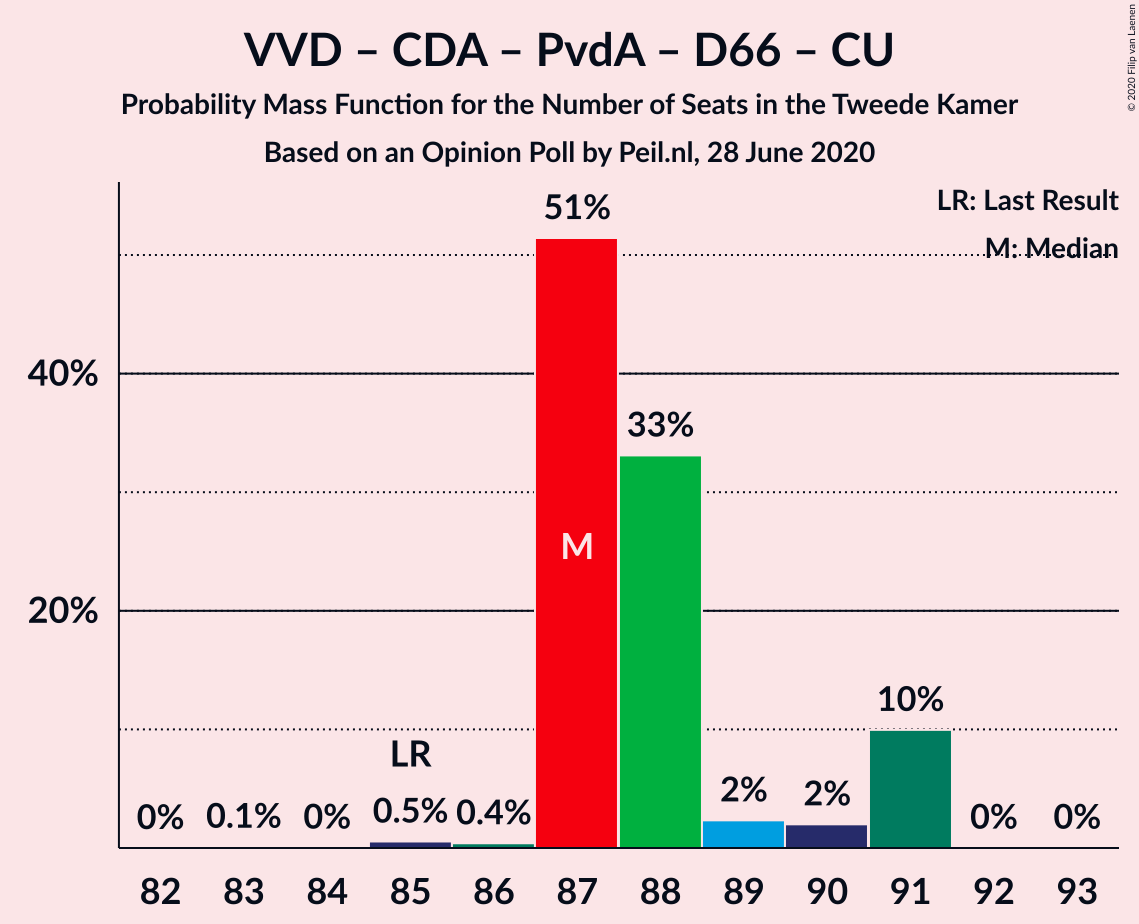 VVD – CDA – PvdA – D66 – CU
Probability Mass Function for the Number of Seats in the Tweede Kamer
Based on an Opinion Poll by Peil.nl, 28 June 2020
© 2020 Filip van Laenen
LR: Last Result
M: Median
51%
40%
33%
M
20%
10%
LR
0% 0.1% 0% 0.5% 0.4% 2% 2% 0% 0%
82 83 84 85 86 87 88 89 90 91 92 93